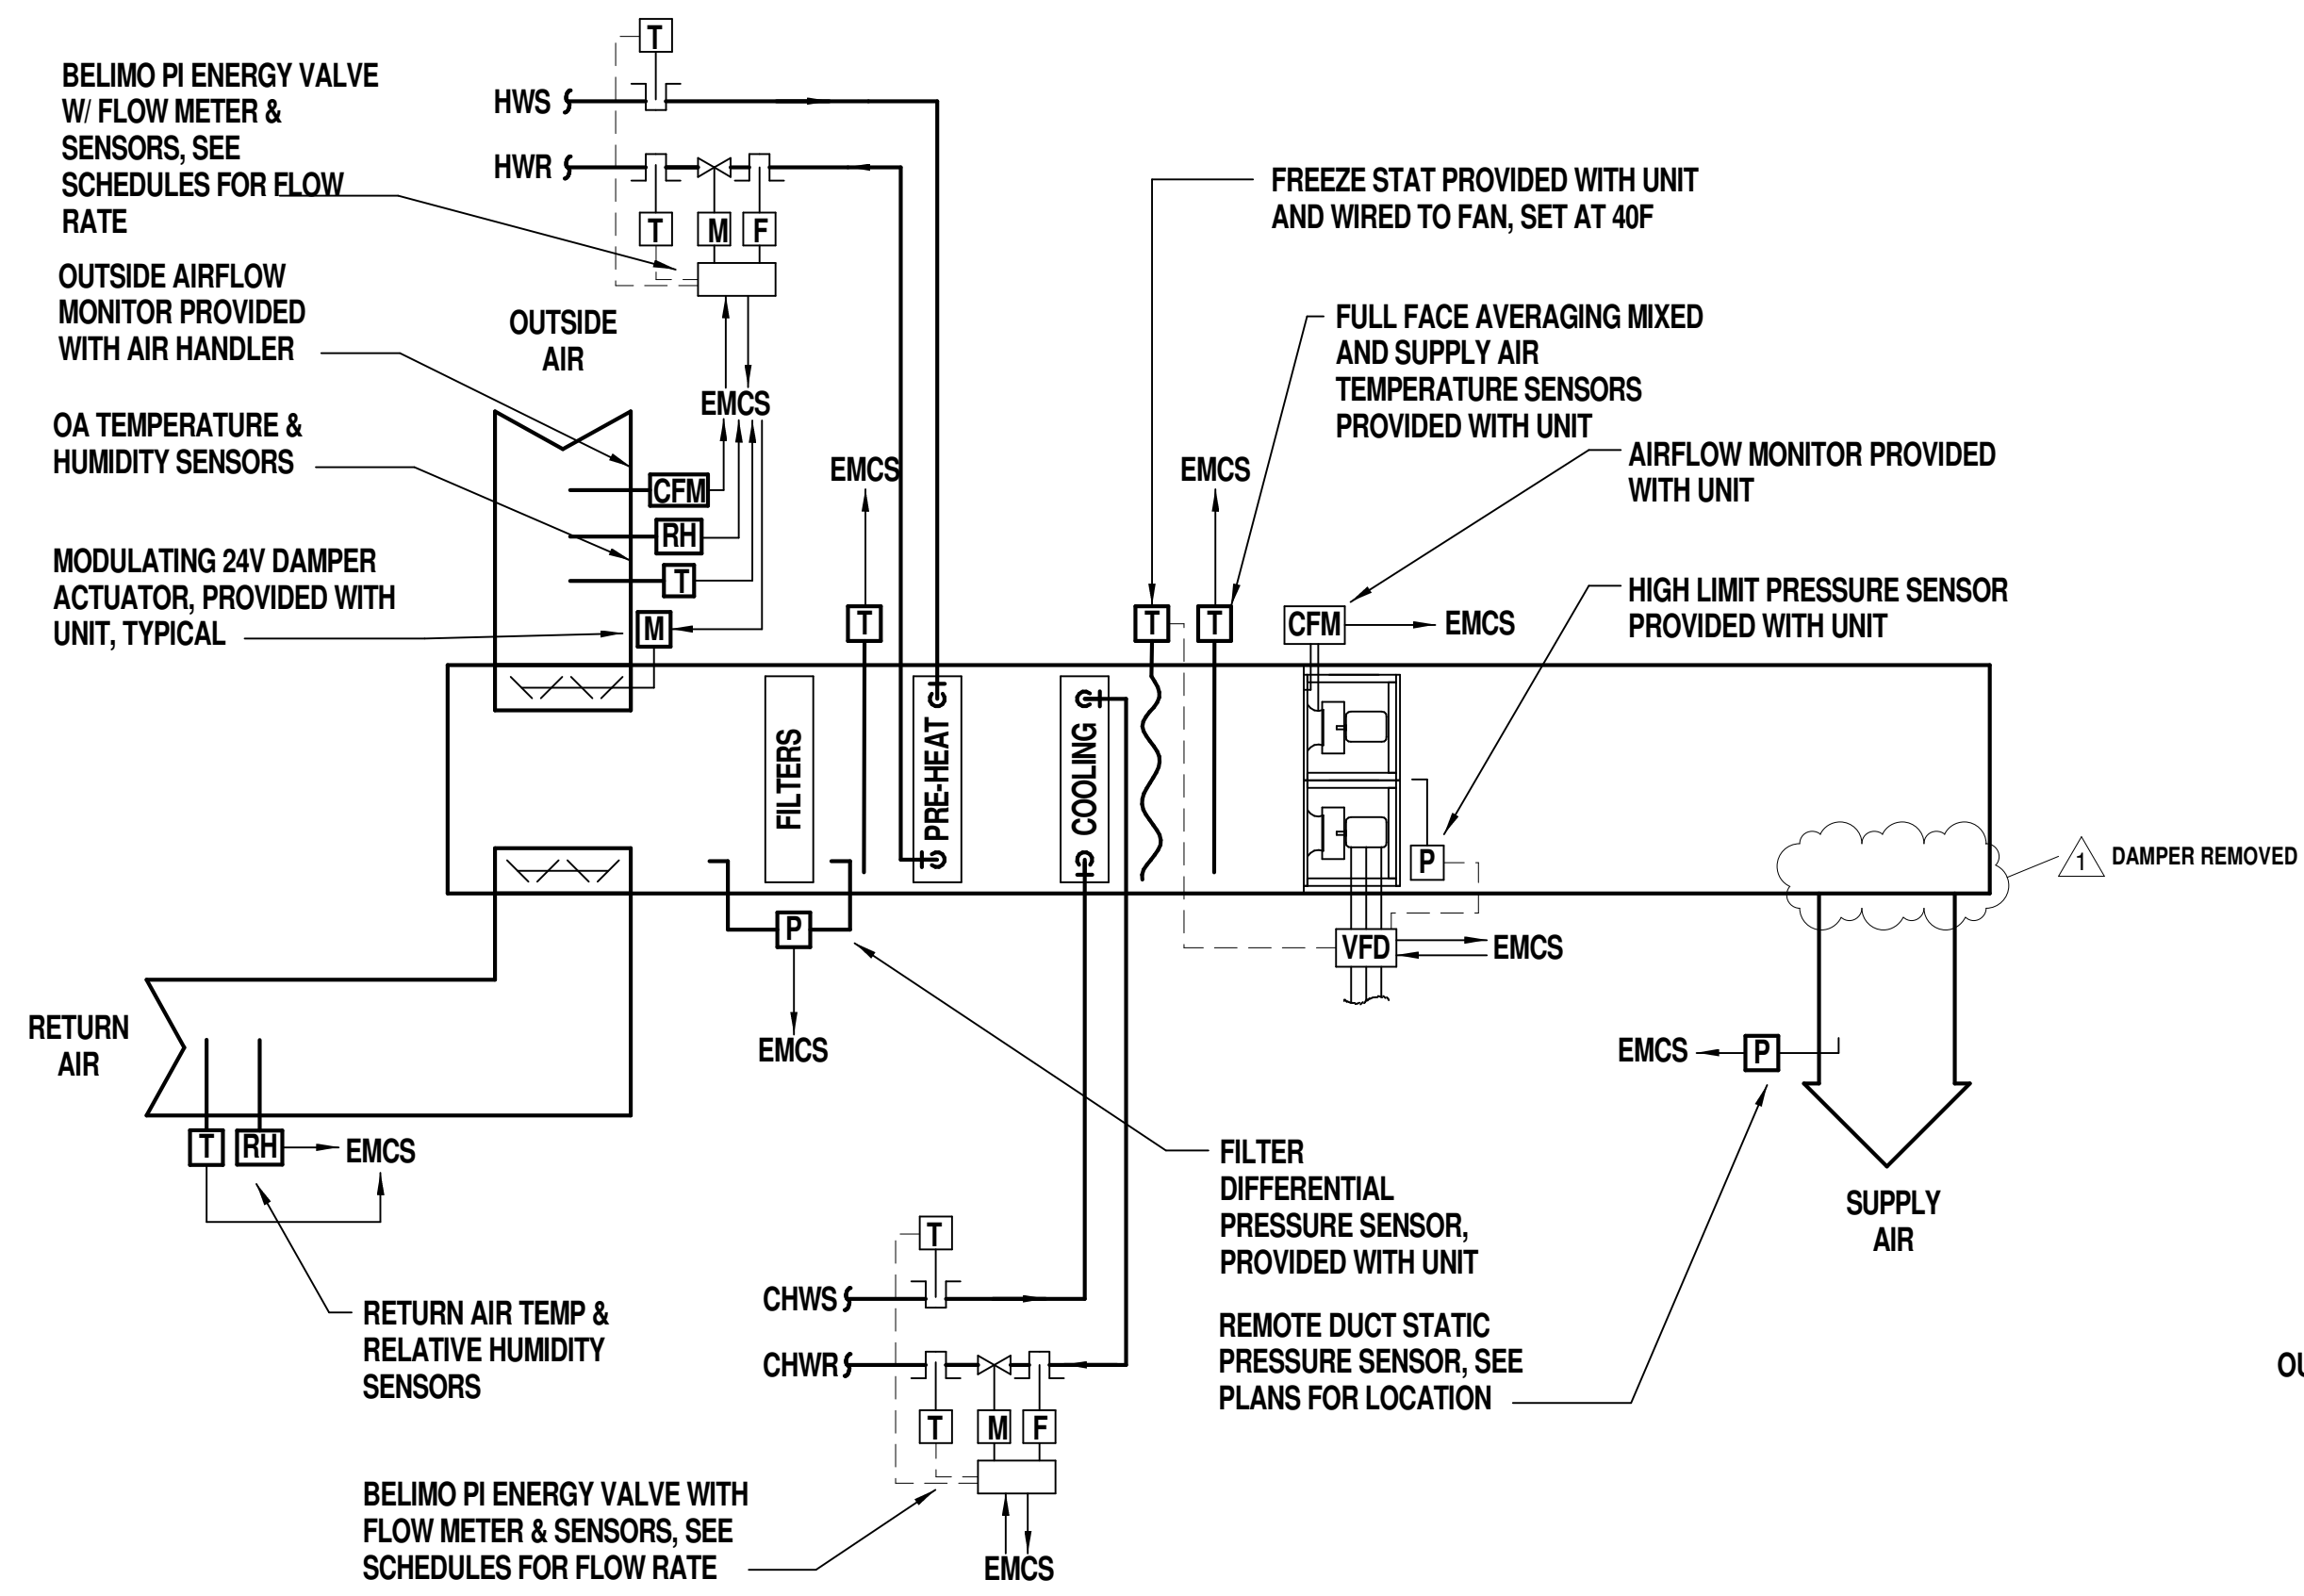 BELIMO PI ENERGY VALVE
W/ FLOW METER &
SENSORS, SEE
SCHEDULES FOR FLOW
RATE
OUTSIDE AIRFLOW
MONITOR PROVIDED
WITH AIR HANDLER
OA TEMPERATURE &
HUMIDITY SENSORS
MODULATING 24V DAMPER
ACTUATOR, PROVIDED WITH
UNIT, TYPICAL
T
HWS
HWR
T M F
OUTSIDE
AIR
EMCS
CFM
RH
T
M
EMCS
T
FREEZE STAT PROVIDED WITH UNIT
AND WIRED TO FAN, SET AT 40F
FULL FACE AVERAGING MIXED
AND SUPPLY AIR
TEMPERATURE SENSORS
PROVIDED WITH UNIT
AIRFLOW MONITOR PROVIDED
WITH UNIT
EMCS
T
T
CFM
EMCS
HIGH LIMIT PRESSURE SENSOR
PROVIDED WITH UNIT
FILTERS
PRE-HEAT
COOLING
P
1
DAMPER REMOVED
P
EMCS
VFD
EMCS
RETURN
AIR
T
RH
EMCS
RETURN AIR TEMP &
RELATIVE HUMIDITY
SENSORS
EMCS
P
SUPPLY
AIR
FILTER
DIFFERENTIAL
PRESSURE SENSOR,
PROVIDED WITH UNIT
REMOTE DUCT STATIC
PRESSURE SENSOR, SEE
PLANS FOR LOCATION
T
CHWS
CHWR
T M F
BELIMO PI ENERGY VALVE WITH
FLOW METER & SENSORS, SEE
SCHEDULES FOR FLOW RATE
EMCS